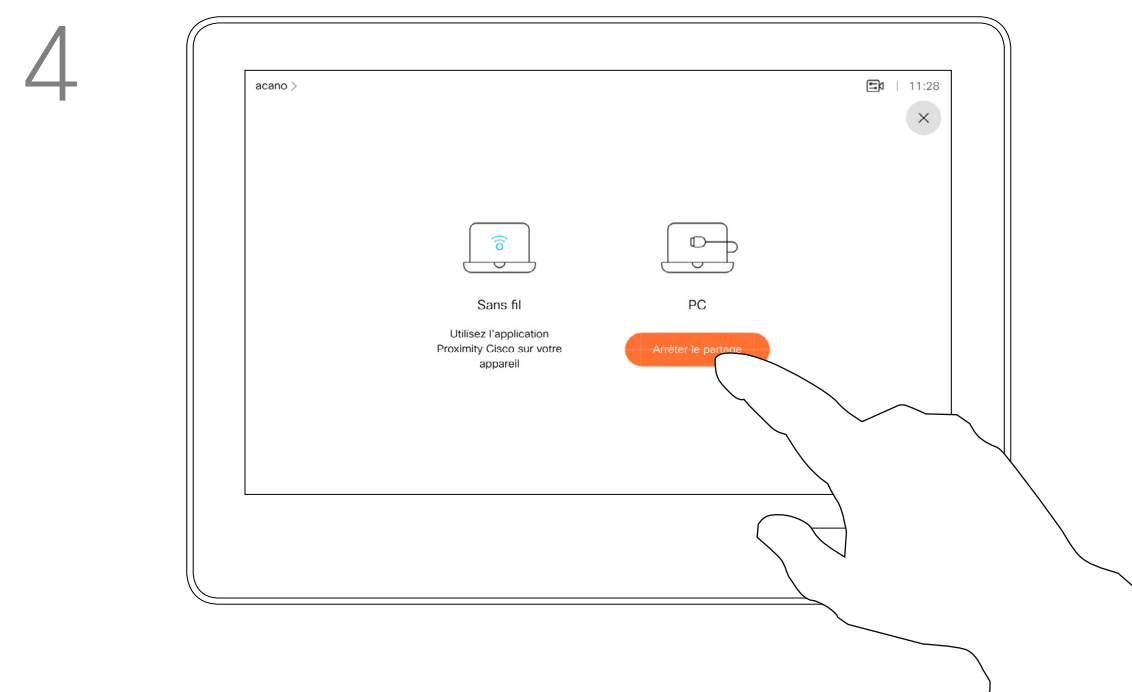 4
acano
11:28
Sans fil
PC
Utilisez l'application
Proximity Cisco sur votre
appareil
Arrêter le partage